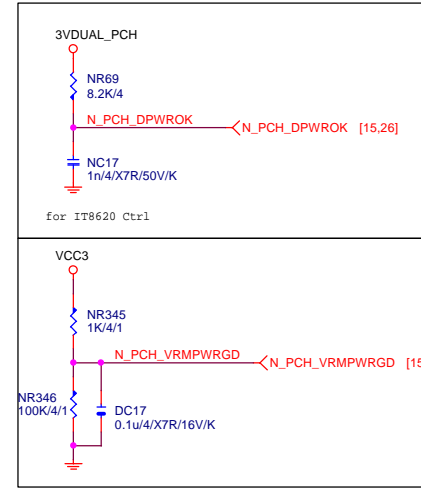 3VDUAL_PCH
NR69
8.2K/4
N_PCH_DPWROK
N_PCH_DPWROK [15,26]
NC17
1n/4/X7R/50V/K
for IT8620 Ctrl
VCC3
NR345
1K/4/1
N_PCH_VRMPWRGD
N_PCH_VRMPWRGD [15
NR346
100K/4/1
DC17
0.1u/4/X7R/16V/K